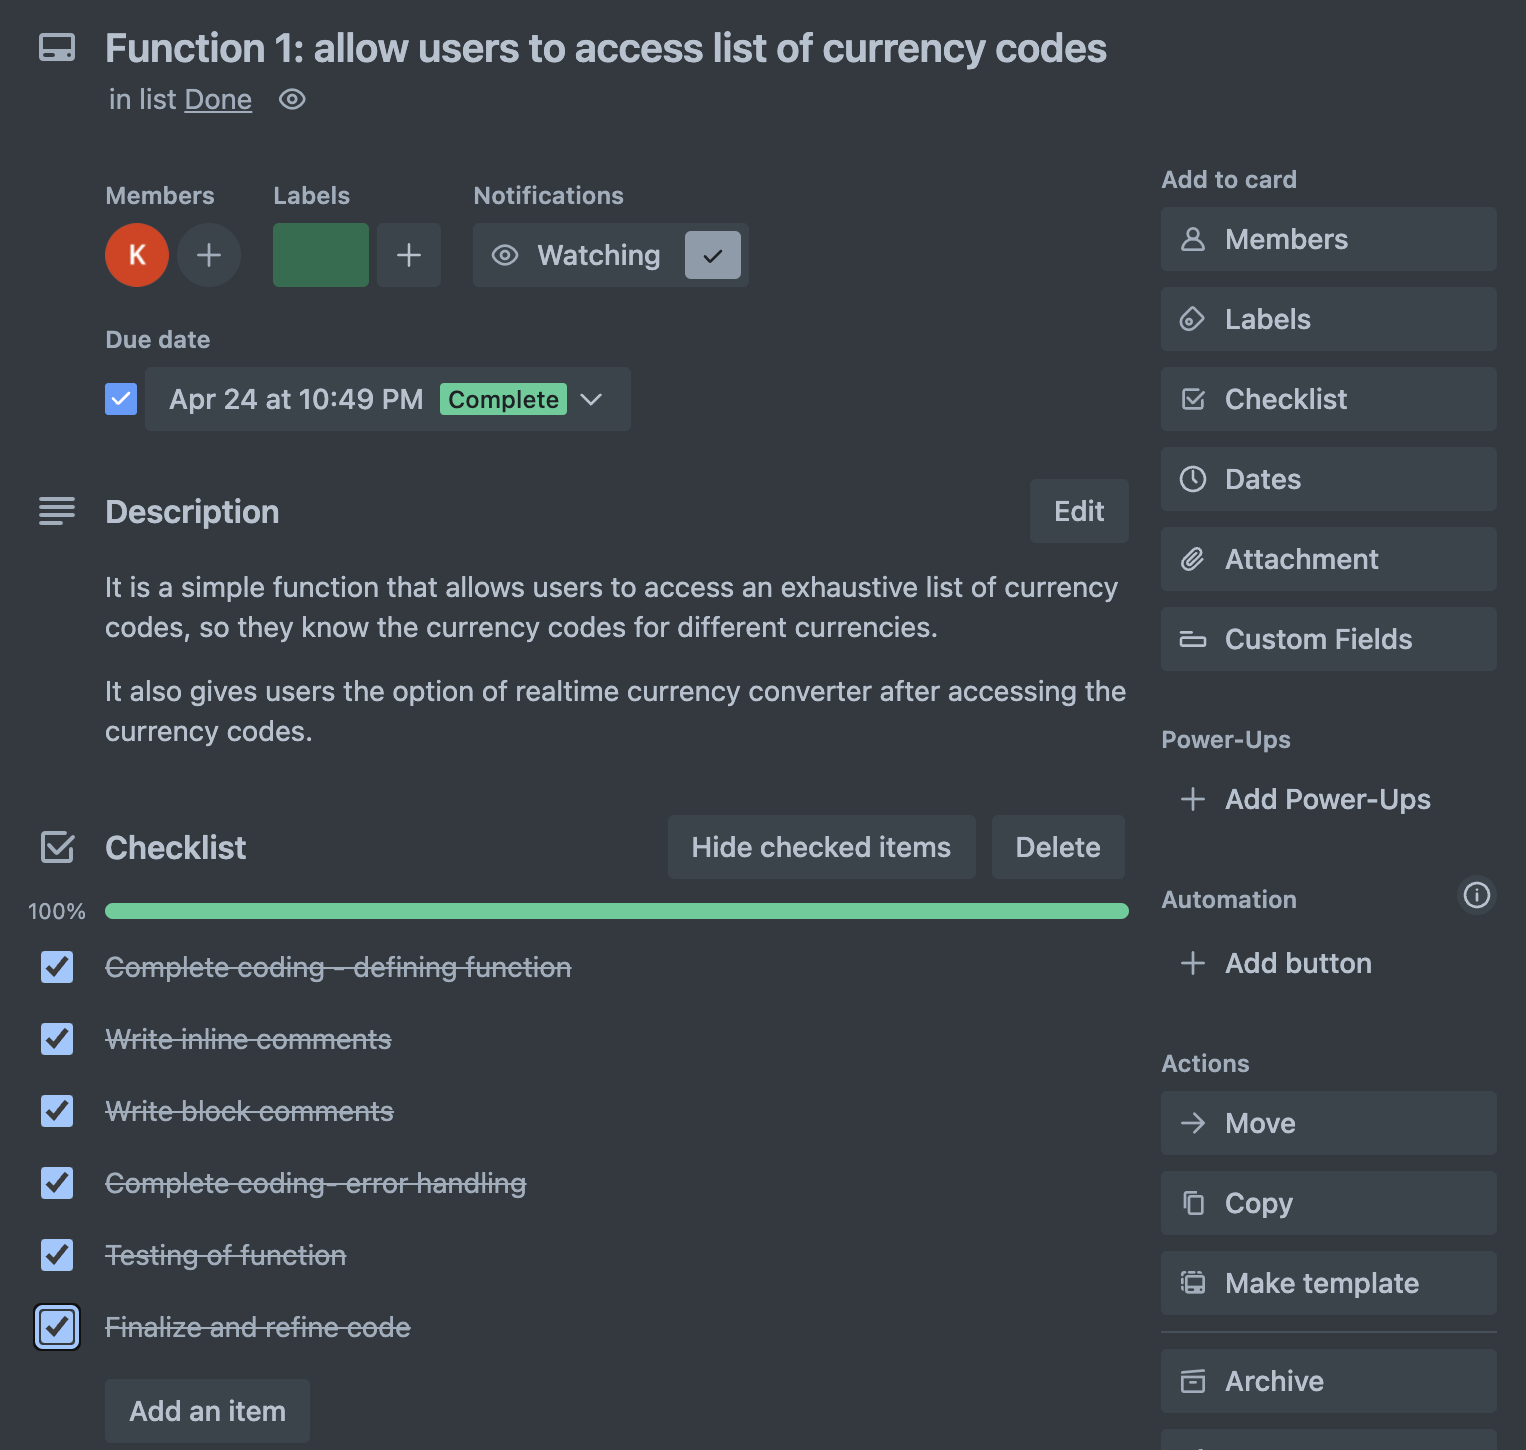 Function 1: allow users to access list of currency codes
in list Done
Members
Labels
Notifications
K
Watching
Due date
Apr 24 at 10:49 PM Complete
Description
Edit
It is a simple function that allows users to access an exhaustive list of currency
codes, so they know the currency codes for different currencies.
It also gives users the option of realtime currency converter after accessing the
currency codes.
Checklist
Hide checked items
Delete
100%
Complete coding - defining function
Write inline comments
Write block comments
Complete coding- error handling
Testing of function
Finalize and refine code
Add an item
Add to card
Members
Labels
Checklist
Dates
Attachment
Custom Fields
Power-Ups
Add Power-Ups
Automation
Add button
Actions
Move
Copy
Make template
Archive